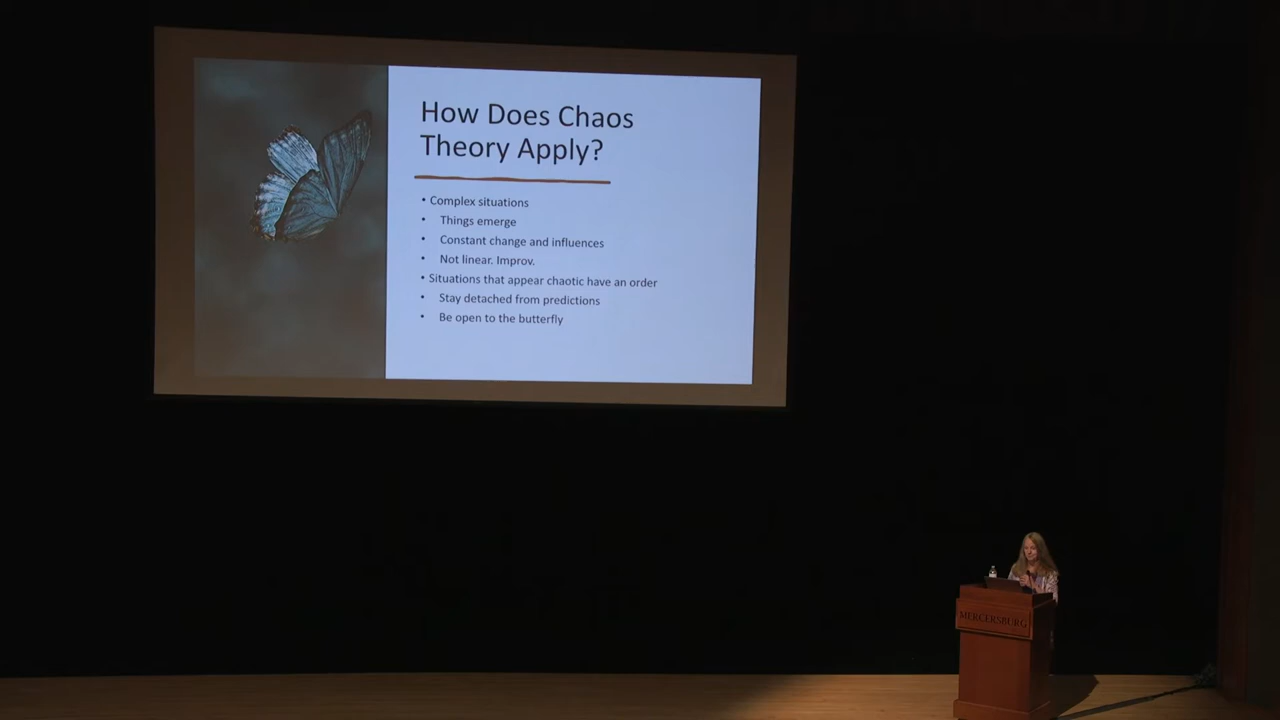 How Does Chaos
Theory Apply?
• Complex situations
• Things emerge
• Constant change and influences
• Not linear. Improv.
• Situations that appear chaotic have an order
• Stay detached from predictions
• Be open to the butterfly
MERCERSBURG